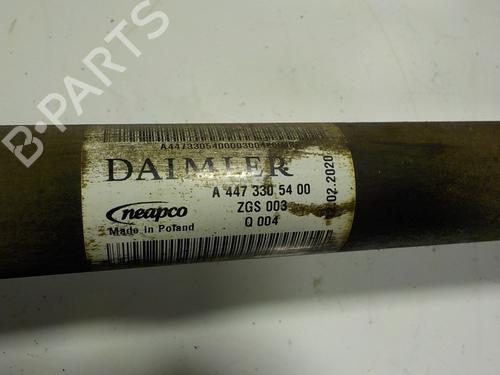 B-PARTS
DAIMLER
A 447 330 54 00
neapco
ZGS 003
Made in Poland
Q 004
.02.2020